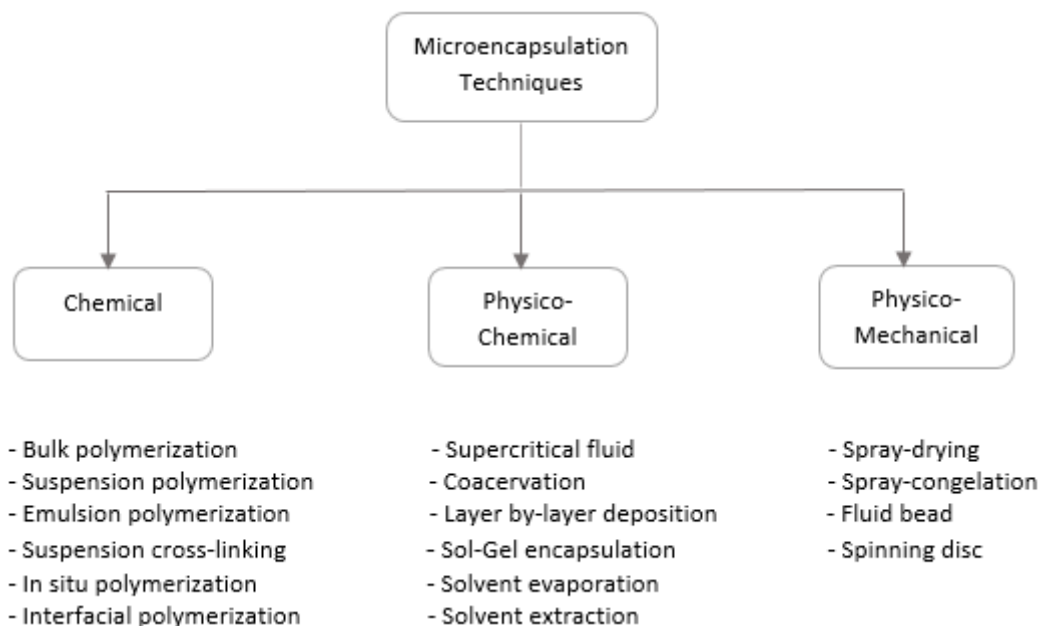 Microencapsulation
Techniques
Chemical
Physico-
Chemical
Physico-
Mechanical
- Bulk polymerization
- Suspension polymerization
- Emulsion polymerization
- Suspension cross-linking
- In situ polymerization
- Interfacial polymerization
- Supercritical fluid
- Coacervation
- Layer by-layer deposition
- Sol-Gel encapsulation
- Solvent evaporation
- Solvent extraction
- Spray-drying
- Spray-congelation
- Fluid bead
- Spinning disc